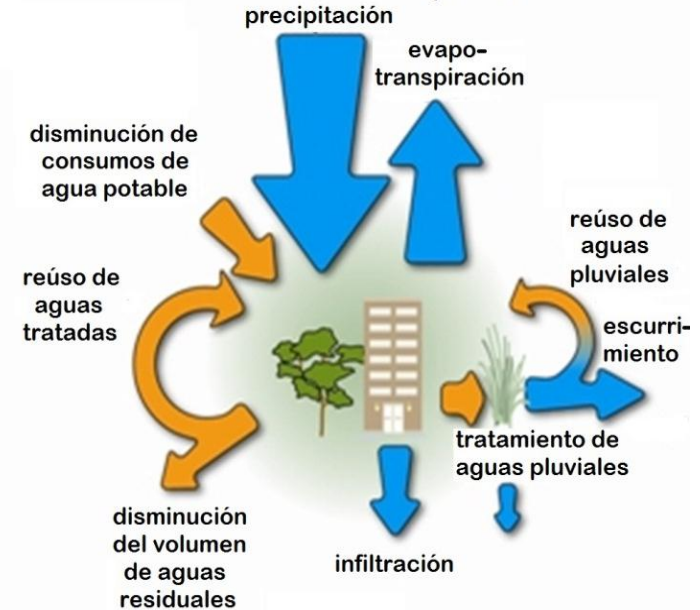 precipitación
evapo-
transpiración
disminución de
consumos de
agua potable
reúso de
aguas
pluviales
reúso de
aguas
tratadas
escurri-
miento
tratamiento de
aguas pluviales
disminución
del volumen
de aguas
residuales
infiltración